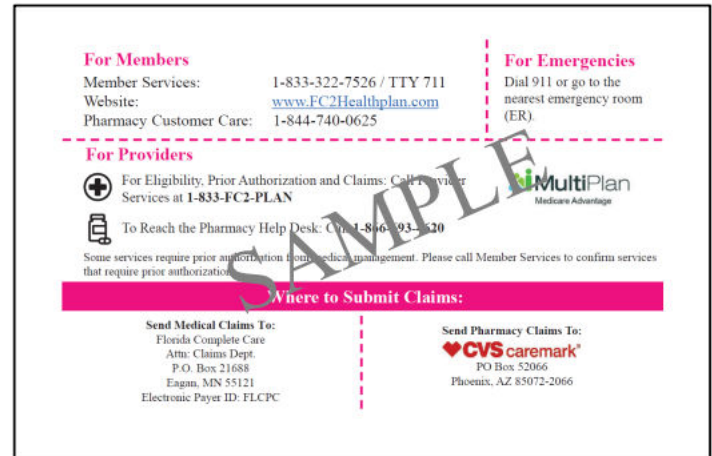 For Members
Member Services: 1-833-322-7526 / TTY 711
Website: www.FC2Healthplan.com
Pharmacy Customer Care: 1-844-740-0625
For Emergencies
Dial 911 or go to the
nearest emergency room
(ER).
For Providers
For Eligibility, Prior Authorization and Claims: Call Provider
Services at 1-833-FC2-PLAN
To Reach the Pharmacy Help Desk: Call
MultiPlan
Medicare Advantage
Some services require prior authorization from medical management. Please call Member Services to confirm services
that require prior authorization
SAMPLE
Where to Submit Claims:
Send Medical Claims To:
Florida Complete Care
Attn: Claims Dept.
P.O. Box 21688
Eagan, MN 55121
Electronic Payer ID: FLCPC
Send Pharmacy Claims To:
CVS caremark®
PO Box 52066
Phoenix, AZ 85072-2066